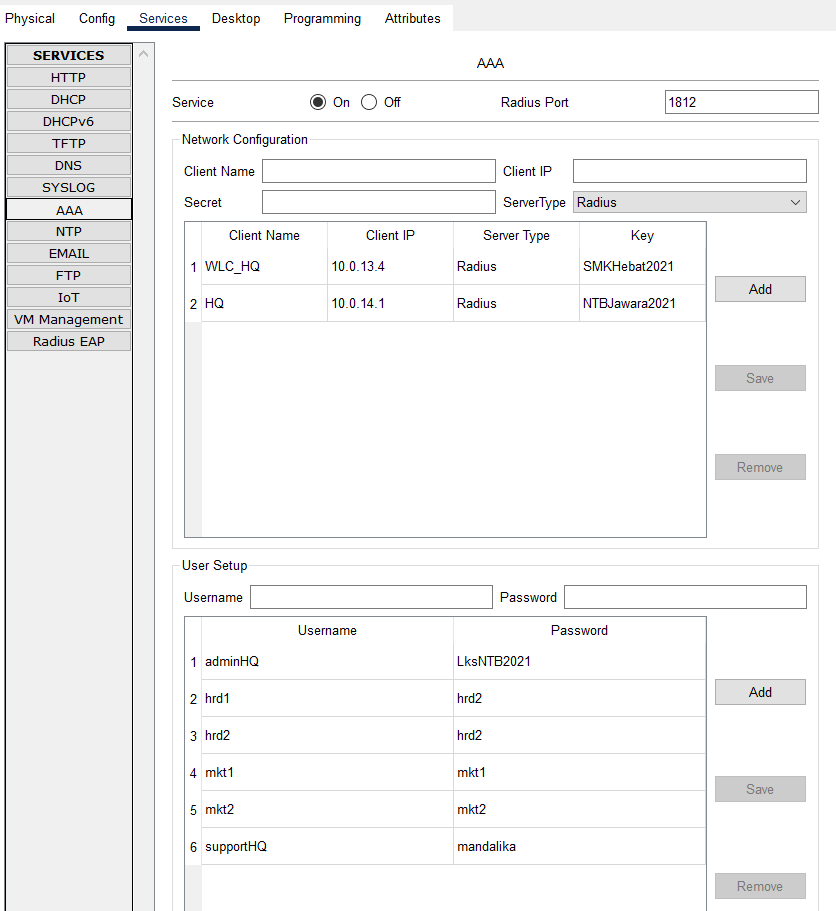 Physical Config Services Desktop Programming Attributes
SERVICES
HTTP
DHCP
DHCPv6
TFTP
DNS
SYSLOG
AAA
NTP
EMAIL
FTP
IoT
VM Management
Radius EAP
AAA
Service On Off Radius Port 1812
Network Configuration
Client Name Client IP
Secret ServerType Radius
Client Name Client IP Server Type Key
1 WLC_HQ 10.0.13.4 Radius SMKHebat2021
2 HQ 10.0.14.1 Radius NTBJawara2021
Add
Save
Remove
User Setup
Username Password
Username Password
1 adminHQ LksNTB2021
2 hrd1 hrd2
3 hrd2 hrd2
4 mkt1 mkt1
5 mkt2 mkt2
6 supportHQ mandalika
Add
Save
Remove